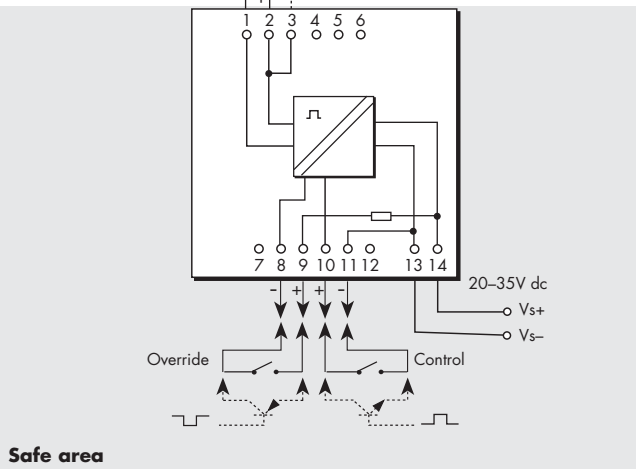 1 2 3 4 5 6
7 8 9 10 11 12 13 14
- + + -
20–35V dc
Vs+
Vs–
Override
Control
Safe area